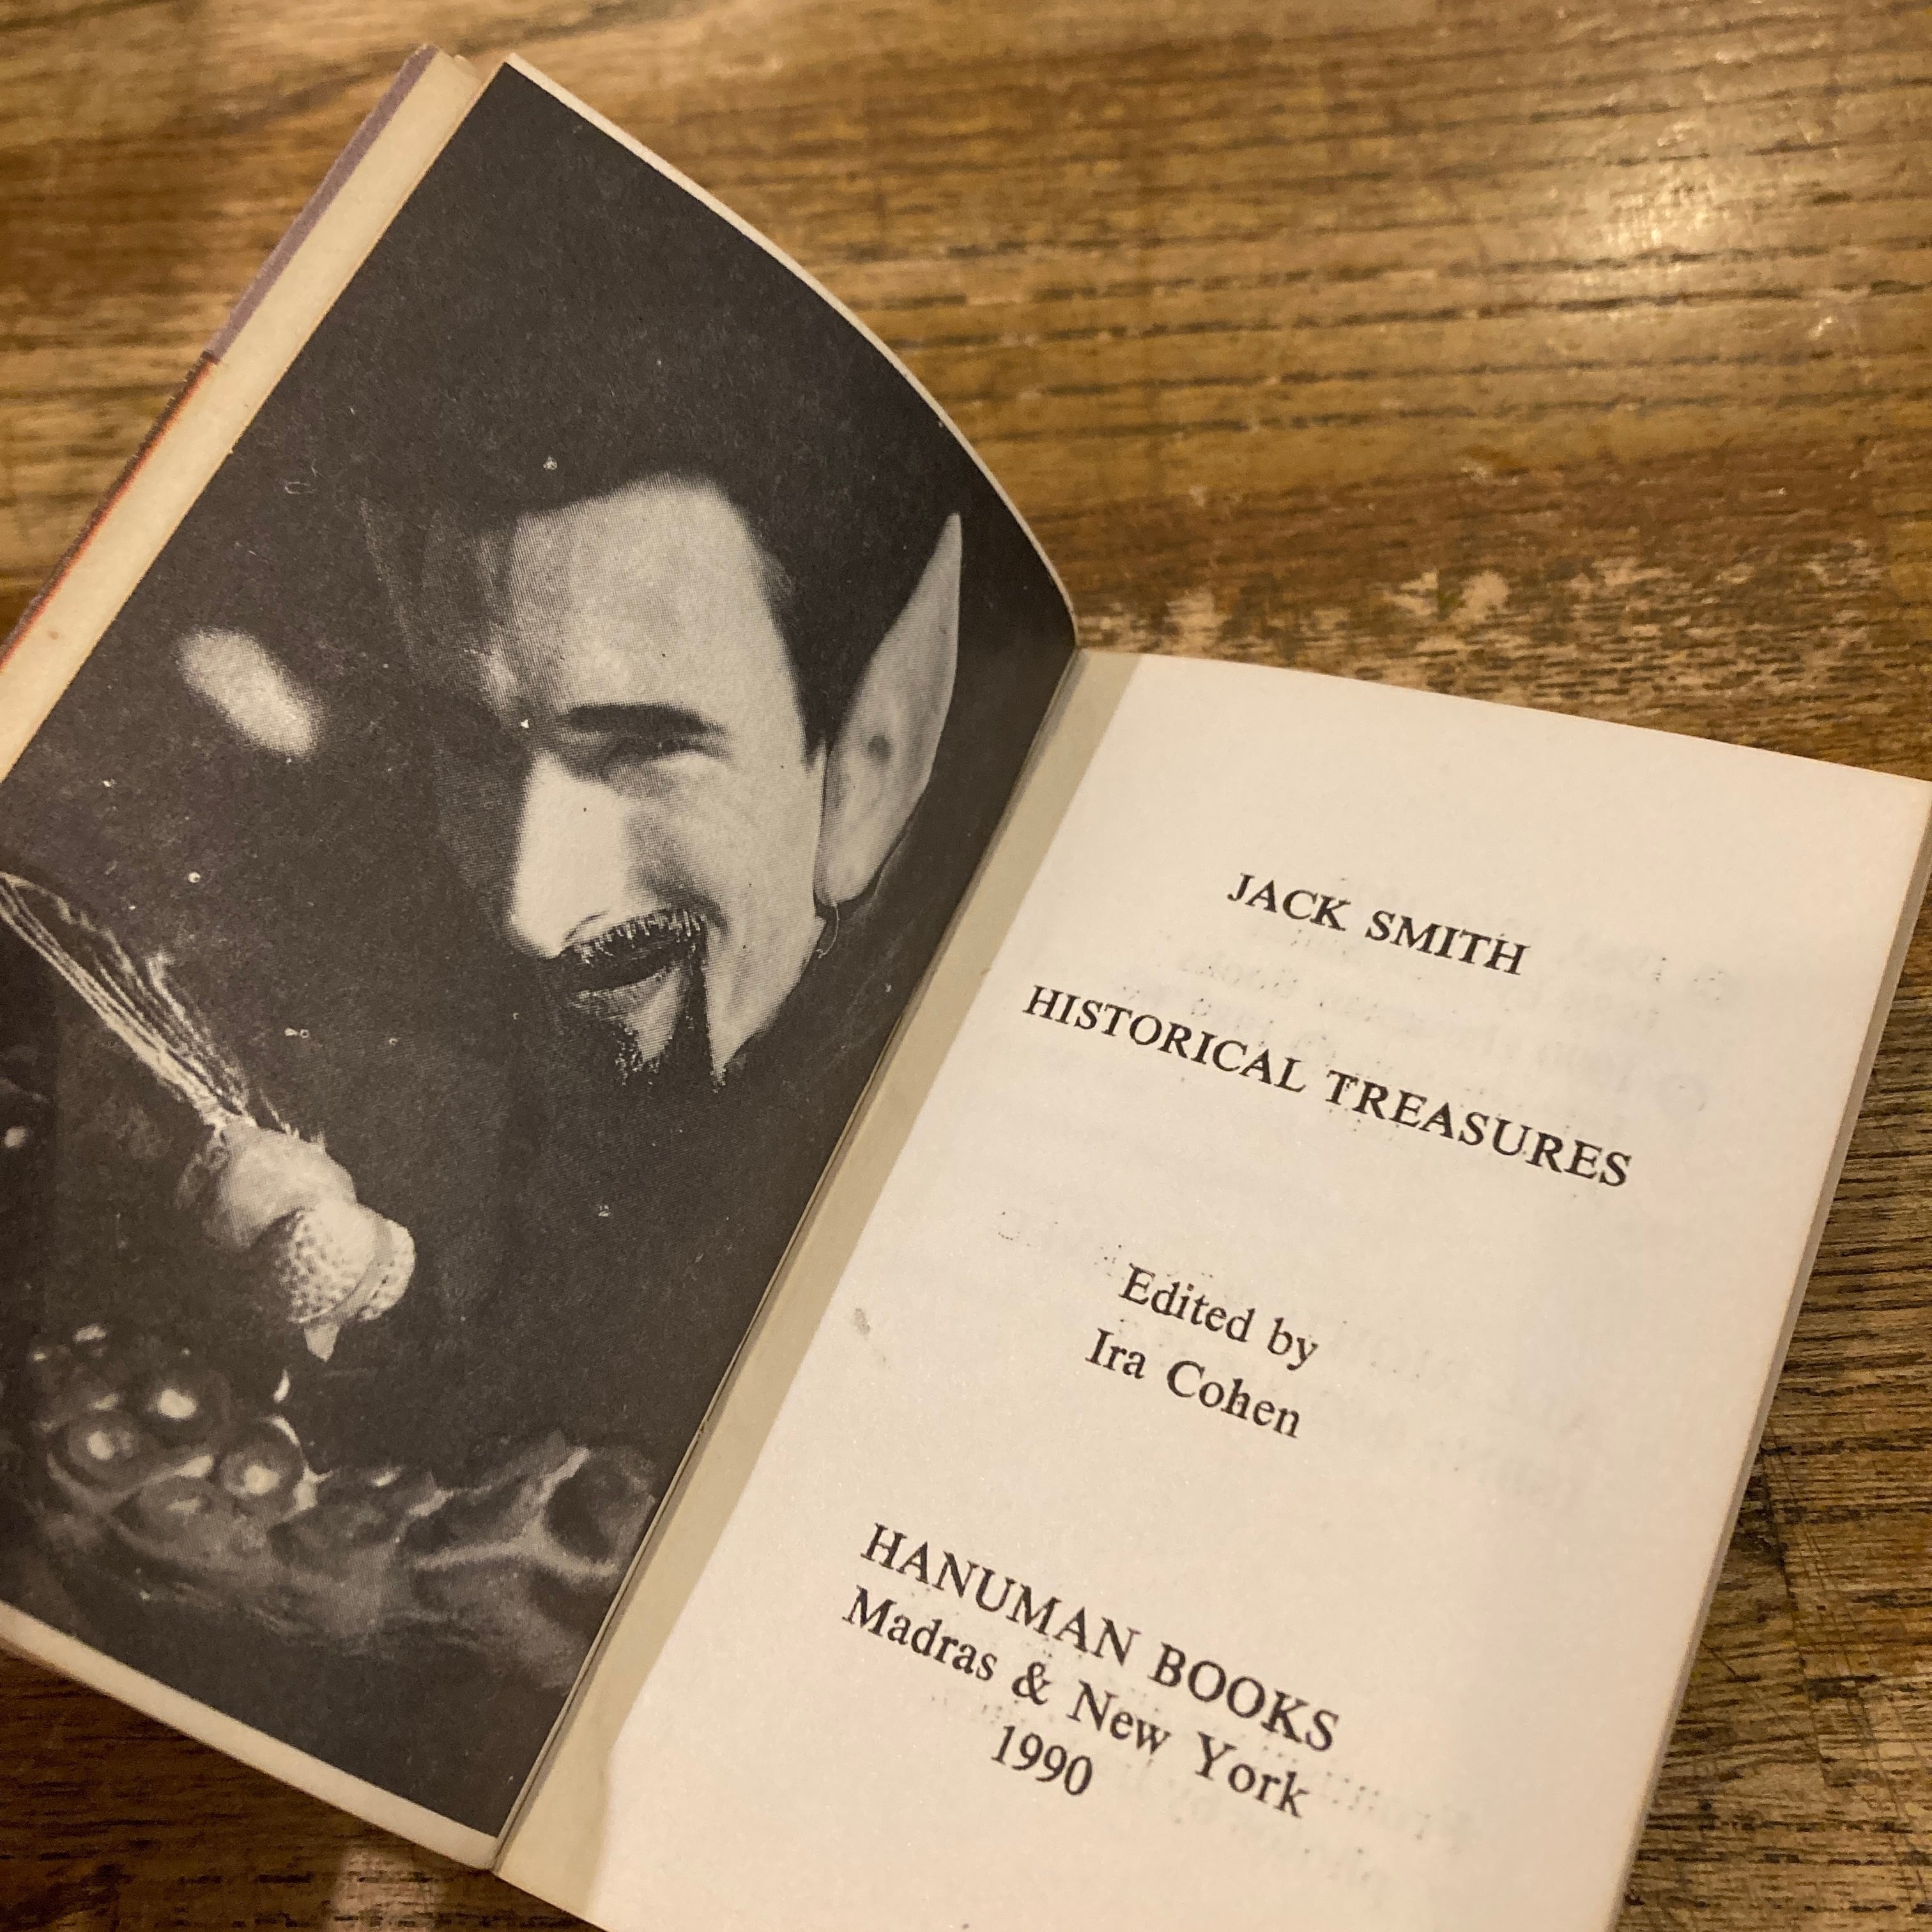 JACK SMITH
HISTORICAL TREASURES
Edited by
Ira Cohen
HANUMAN BOOKS
Madras & New York
1990